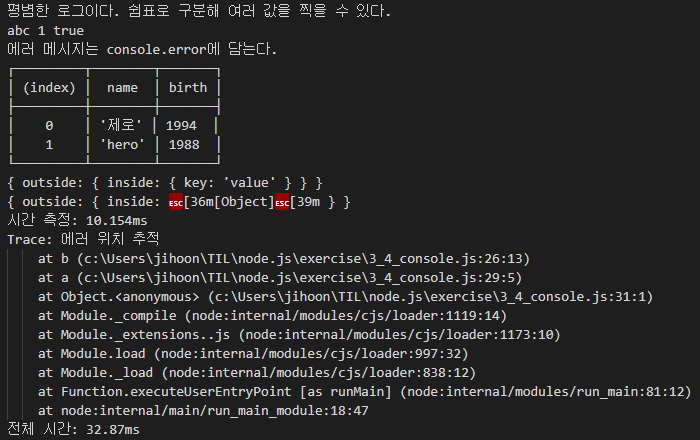 평범한 로그이다. 쉼표로 구분해 여러 값을 찍을 수 있다.
abc 1 true
에러 메시지는 console.error에 담는다.
┌─────────┬────────┬───────┐
│ (index) │  name  │ birth │
├─────────┼────────┼───────┤
│    0    │ '제로' │ 1994  │
│    1    │ 'hero' │ 1988  │
└─────────┴────────┴───────┘
{ outside: { inside: { key: 'value' } } }
{ outside: { inside: ESC[36m[Object]ESC[39m } }
시간 측정: 10.154ms
Trace: 에러 위치 추적
    at b (c:\Users\jihoon\TIL\node.js\exercise\3_4_console.js:26:13)
    at a (c:\Users\jihoon\TIL\node.js\exercise\3_4_console.js:29:5)
    at Object.<anonymous> (c:\Users\jihoon\TIL\node.js\exercise\3_4_console.js:31:1)
    at Module._compile (node:internal/modules/cjs/loader:1119:14)
    at Module._extensions..js (node:internal/modules/cjs/loader:1173:10)
    at Module.load (node:internal/modules/cjs/loader:997:32)
    at Module._load (node:internal/modules/cjs/loader:838:12)
    at Function.executeUserEntryPoint [as runMain] (node:internal/modules/run_main:81:12)
    at node:internal/main/run_main_module:18:47
전체 시간: 32.87ms